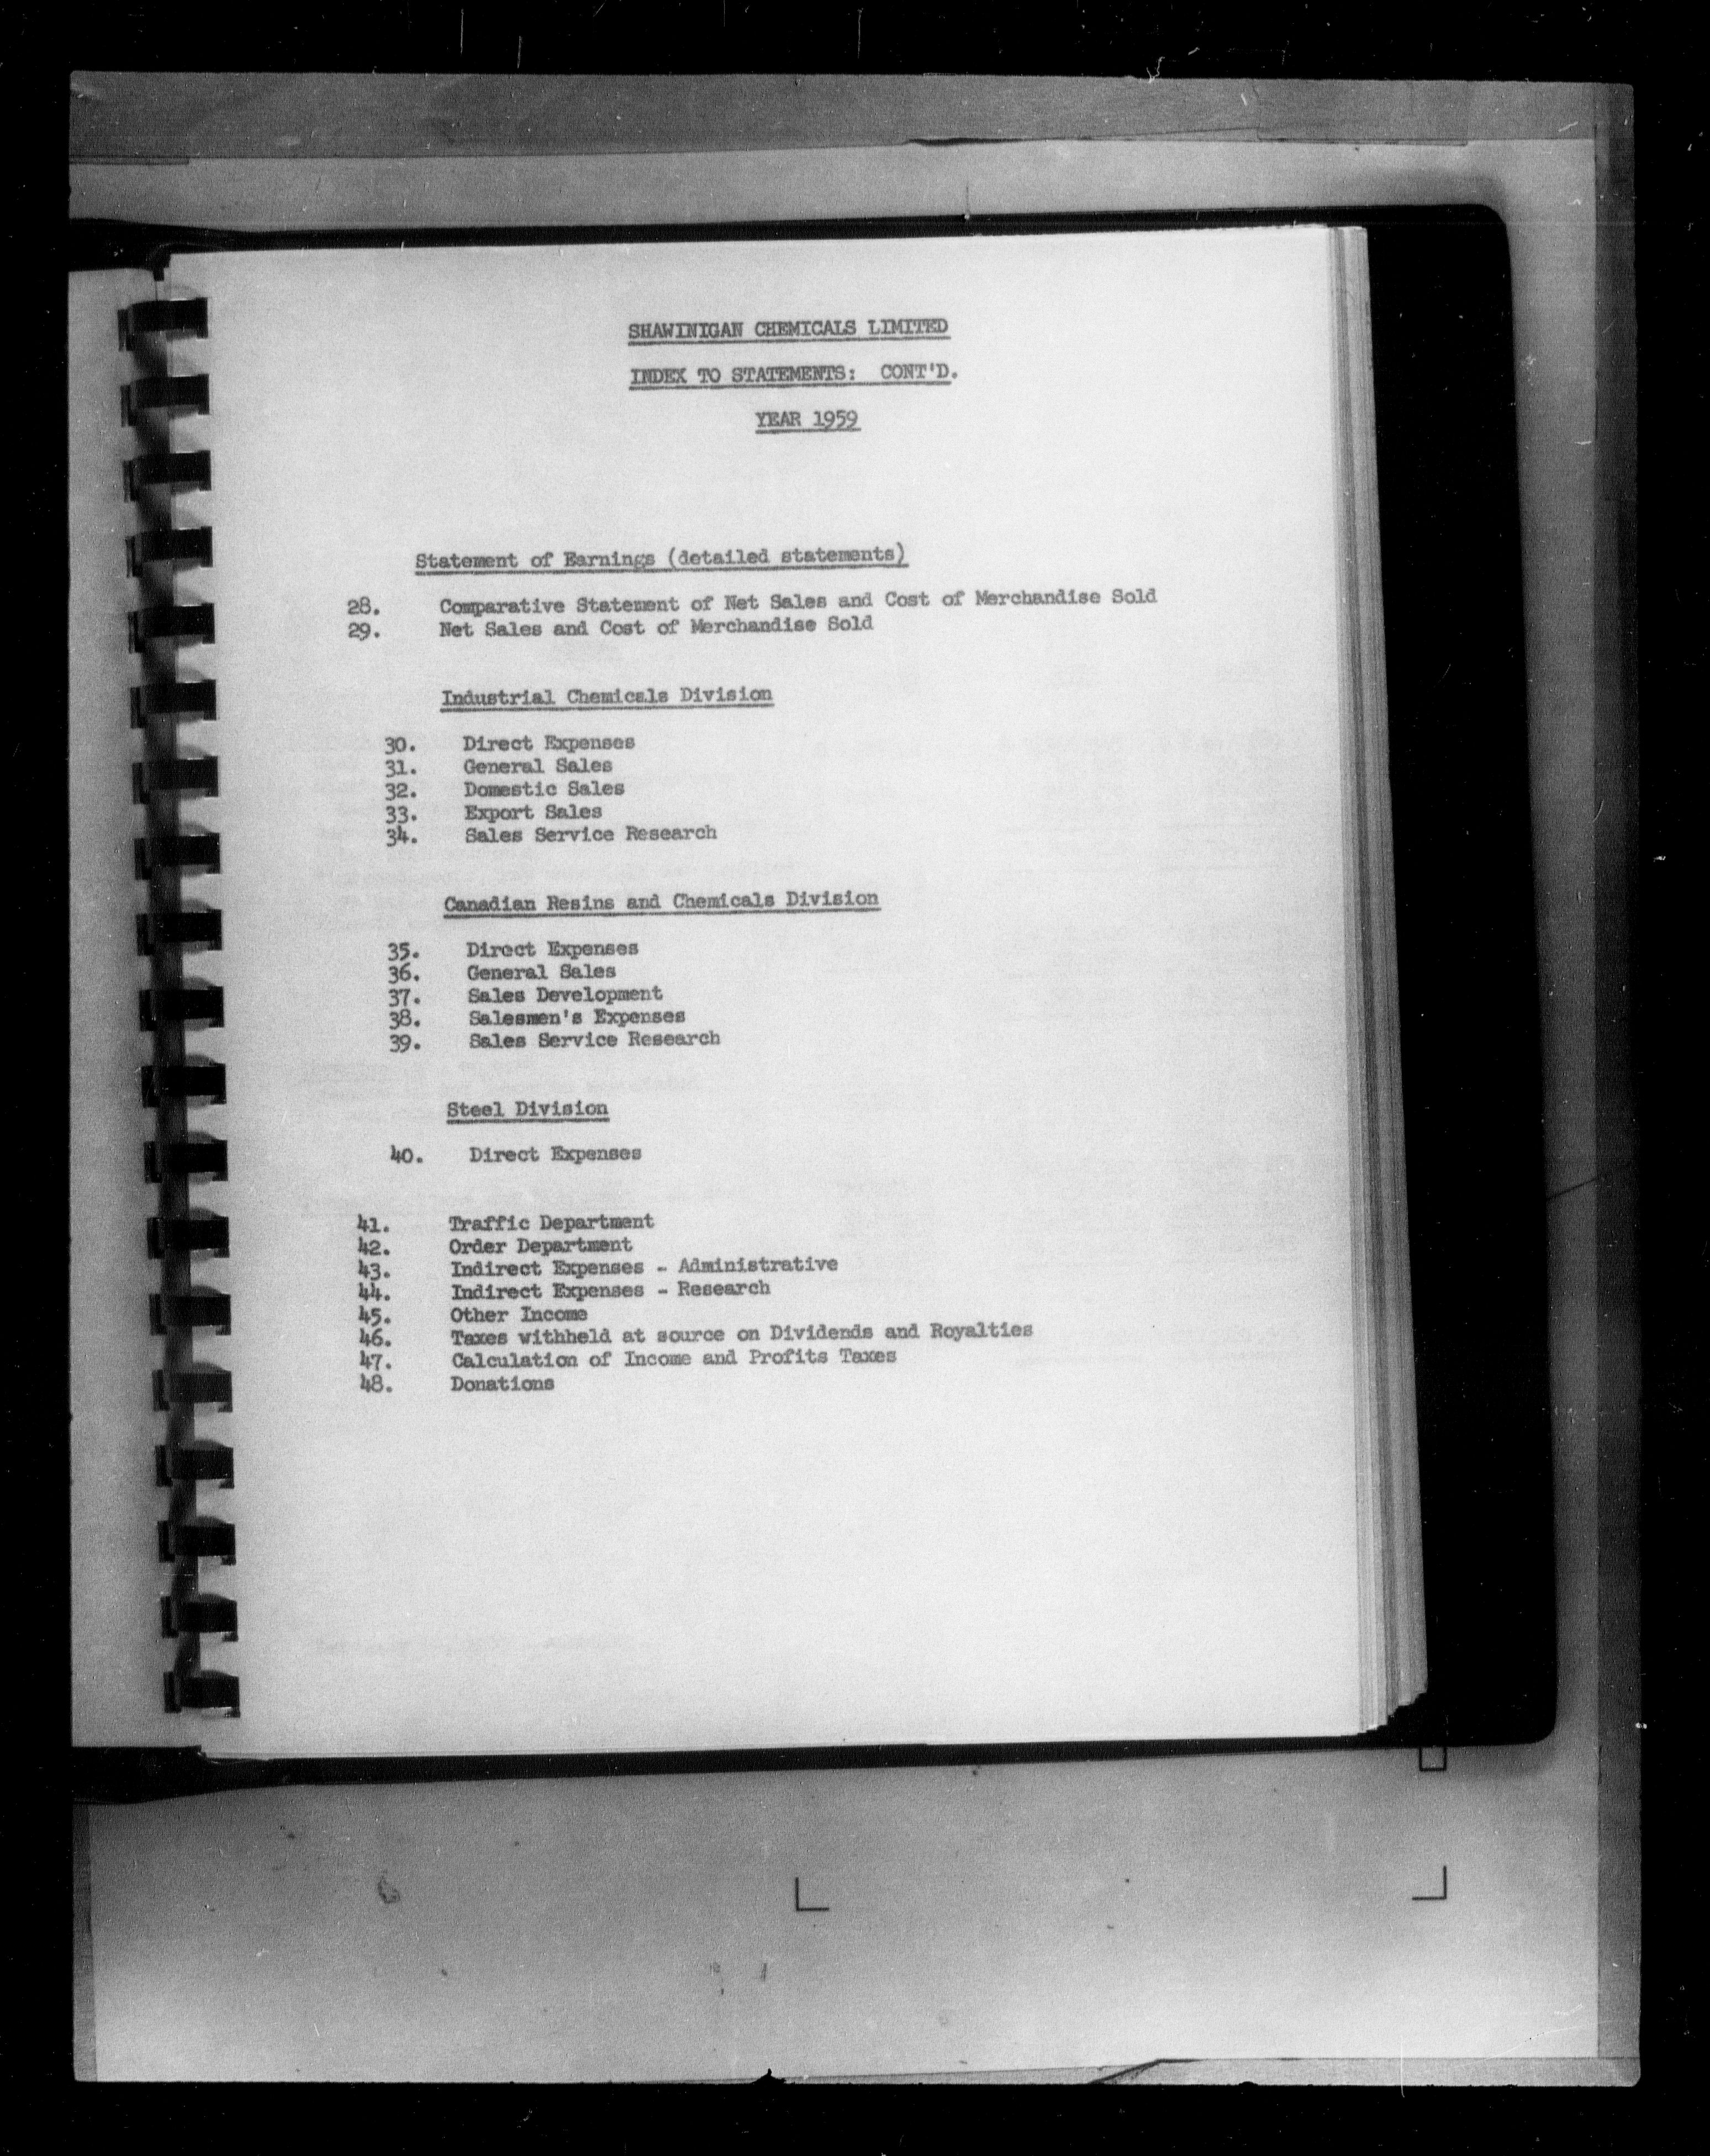 SHAWINIGAN CHEMICALS LIMITED
INDEX TO STATEMENTS: CONT'D.
YEAR 1959
Statement of Earnings (detailed statements)
28. Comparative Statement of Net Sales and Cost of Merchandise Sold
29. Net Sales and Cost of Merchandise Sold
Industrial Chemicals Division
30. Direct Expenses
31. General Sales
32. Domestic Sales
33. Export Sales
34. Sales Service Research
Canadian Resins and Chemicals Division
35. Direct Expenses
36. General Sales
37. Sales Development
38. Salesmen's Expenses
39. Sales Service Research
Steel Division
40. Direct Expenses
41. Traffic Department
42. Order Department
43. Indirect Expenses - Administrative
44. Indirect Expenses - Research
45. Other Income
46. Taxes withheld at source on Dividends and Royalties
47. Calculation of Income and Profits Taxes
48. Donations